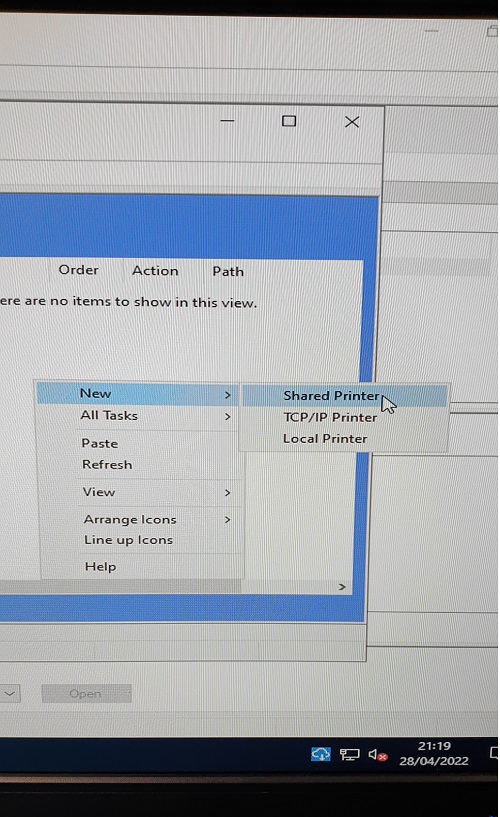 Order Action Path
ere are no items to show in this view.
New
All Tasks
Paste
Refresh
View
Arrange Icons
Line up Icons
Help
Shared Printer
TCP/IP Printer
Local Printer
Open
21:19
28/04/2022